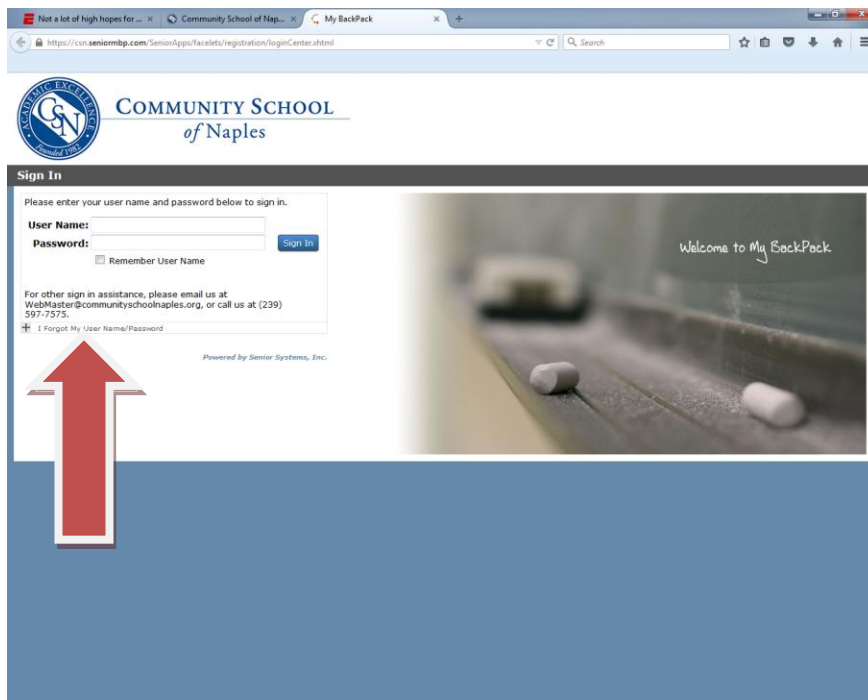 Not a lot of high hopes for ...
Community School of Nap...
My BackPack
https://csn.seniormbp.com/SeniorApps/facelets/registration/loginCenter.xhtml
Search
ACADEMIC EXCELLENCE
CSN
Founded 1982
COMMUNITY SCHOOL
of Naples
Sign In
Please enter your user name and password below to sign in.
User Name:
Password:
Sign In
Remember User Name
For other sign in assistance, please email us at
WebMaster@communityschoolnaples.org, or call us at (239)
597-7575.
I Forgot My User Name/Password
Powered by Senior Systems, Inc.
Welcome to My BackPack